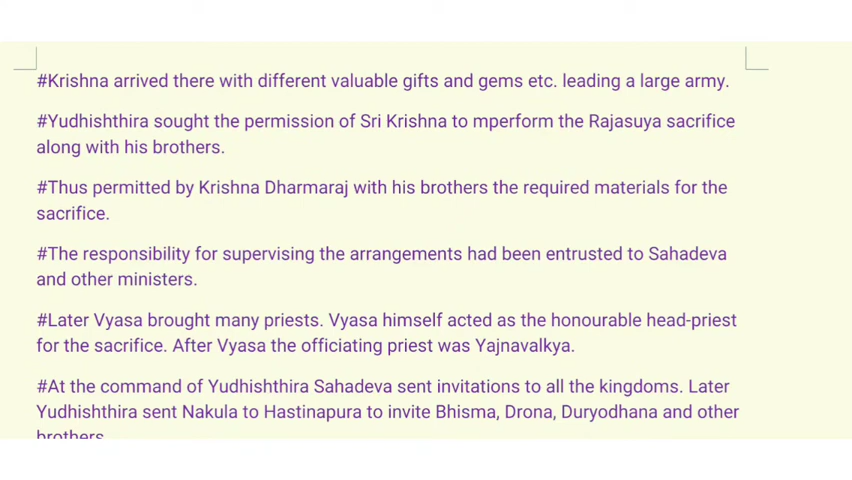 #Krishna arrived there with different valuable gifts and gems etc. leading a large army.
#Yudhishthira sought the permission of Sri Krishna to mperform the Rajasuya sacrifice
along with his brothers.
#Thus permitted by Krishna Dharmaraj with his brothers the required materials for the
sacrifice.
#The responsibility for supervising the arrangements had been entrusted to Sahadeva
and other ministers.
#Later Vyasa brought many priests. Vyasa himself acted as the honourable head-priest
for the sacrifice. After Vyasa the officiating priest was Yajnavalkya.
#At the command of Yudhishthira Sahadeva sent invitations to all the kingdoms. Later
Yudhishthira sent Nakula to Hastinapura to invite Bhisma, Drona, Duryodhana and other
brothers